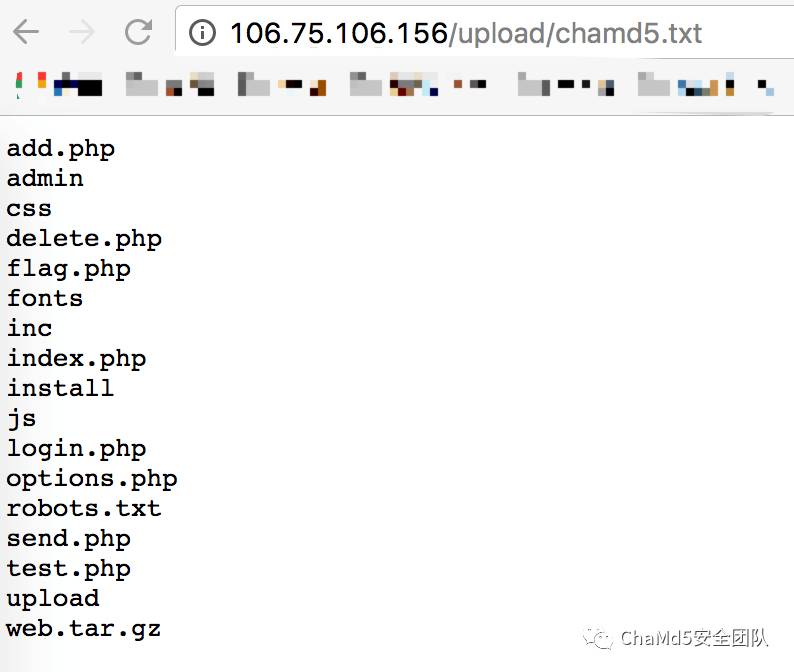 106.75.106.156/upload/chamd5.txt
add.php
admin
css
delete.php
flag.php
fonts
inc
index.php
install
js
login.php
options.php
robots.txt
send.php
test.php
upload
web.tar.gz
ChaMd5安全团队